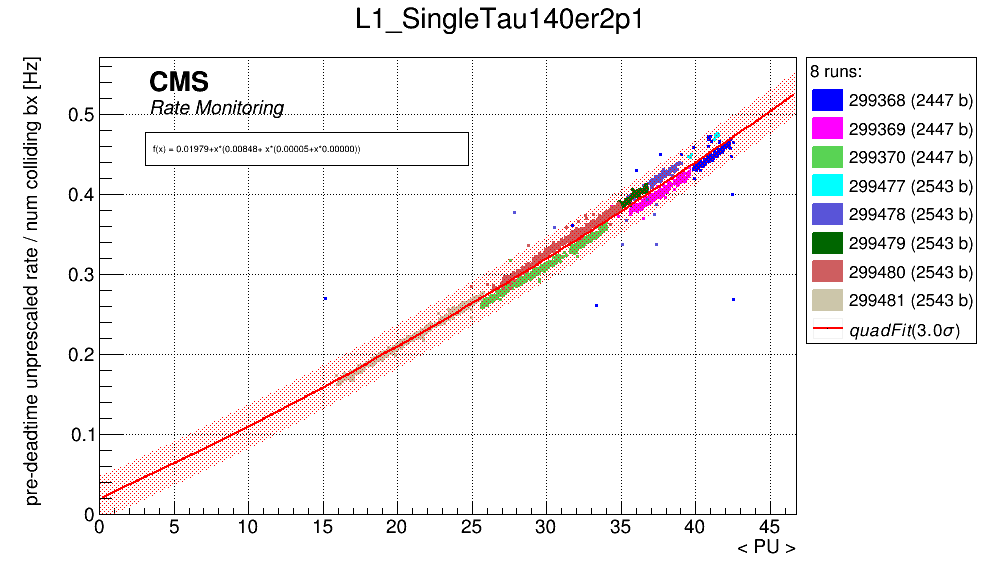 L1_SingleTau140er2p1
pre-deadtime unprescaled rate / num colliding bx [Hz]
CMS
Rate Monitoring
f(x) = 0.01979+x*(0.00848+ x*(0.00005+x*0.00000))
0.5
0.4
0.3
0.2
0.1
0
0 5 10 15 20 25 30 35 40 45
< PU >
8 runs:
299368 (2447 b)
299369 (2447 b)
299370 (2447 b)
299477 (2543 b)
299478 (2543 b)
299479 (2543 b)
299480 (2543 b)
299481 (2543 b)
quadFit(3.0σ)